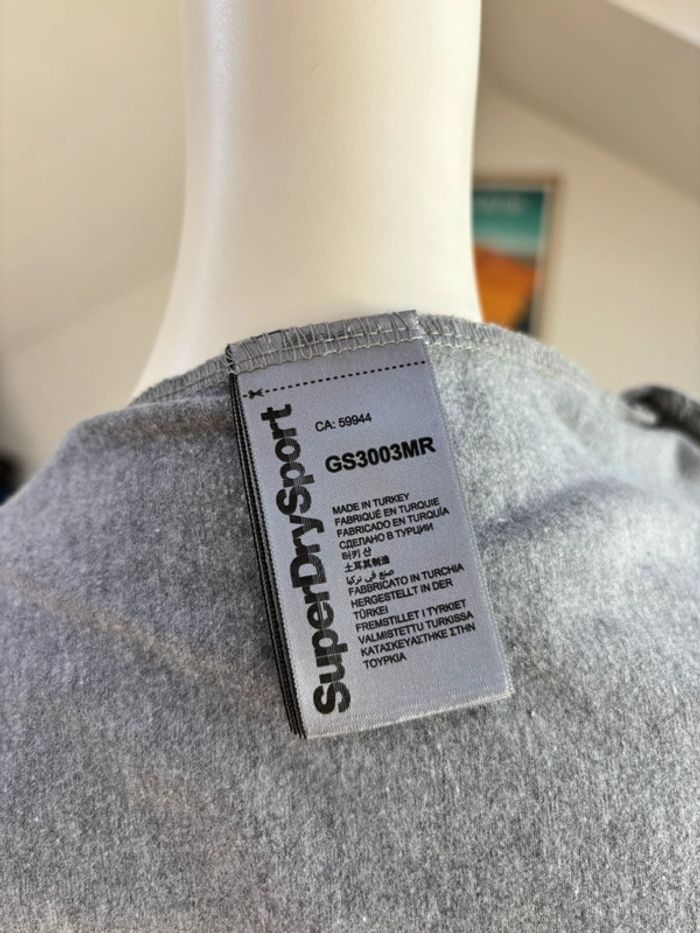 SuperDrySport
CA: 59944
GS3003MR
MADE IN TURKEY
FABRIQUÉ EN TURQUIE
FABRICADO EN TURQUÍA
СДЕЛАНО В ТУРЦИИ
터키 산
土耳其制造
صنع في تركيا
FABBRICATO IN TURCHIA
HERGESTELLT IN DER
TÜRKEI
FREMSTILLET I TYRKIET
VALMISTETTU TURKISSA
ΚΑΤΑΣΚΕΥΑΣΤΗΚΕ ΣΤΗΝ
ΤΟΥΡΚΙΑ